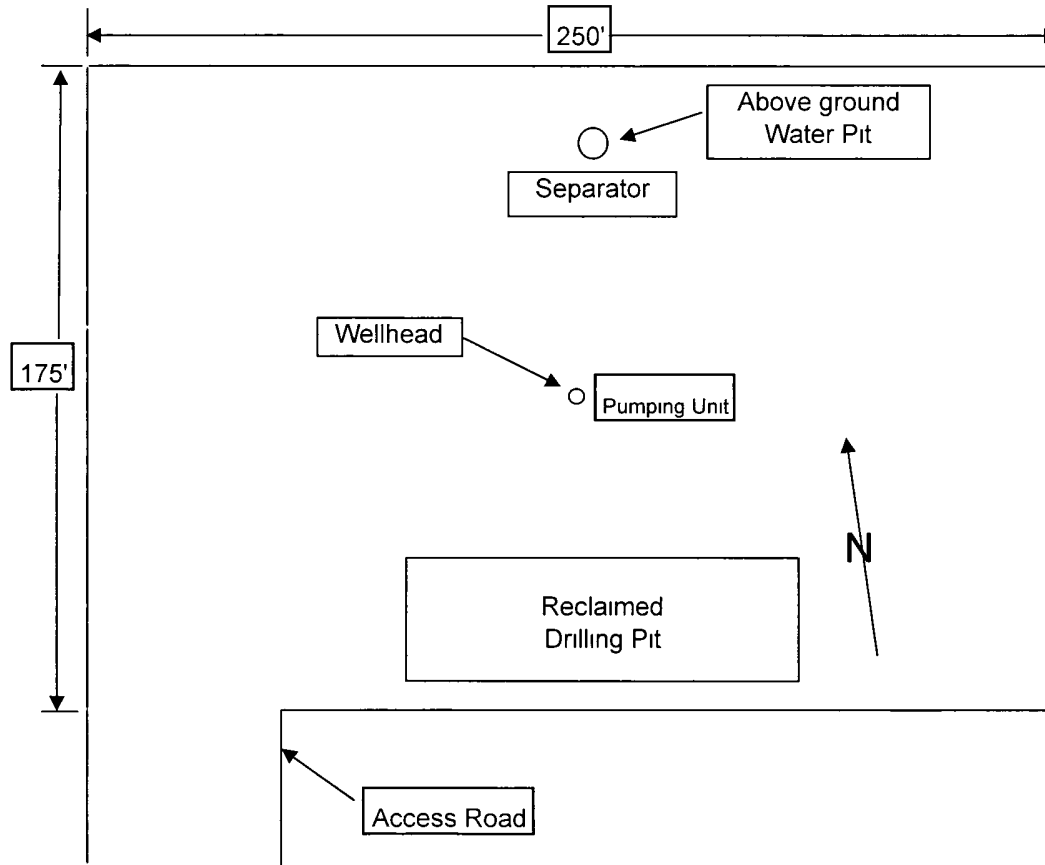 250'
Above ground
Water Pit
Separator
Wellhead
175'
Pumping Unit
N
Reclaimed
Drilling Pit
Access Road